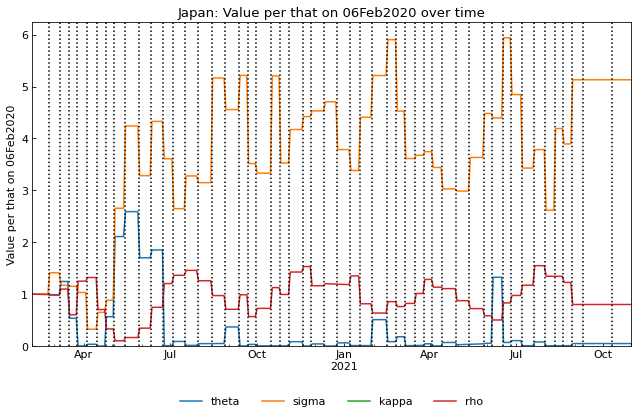 Japan: Value per that on 06Feb2020 over time
Value per that on 06Feb2020
6
5
4
3
2
1
0
Apr Jul Oct Jan Apr Jul Oct
2021
theta sigma kappa rho